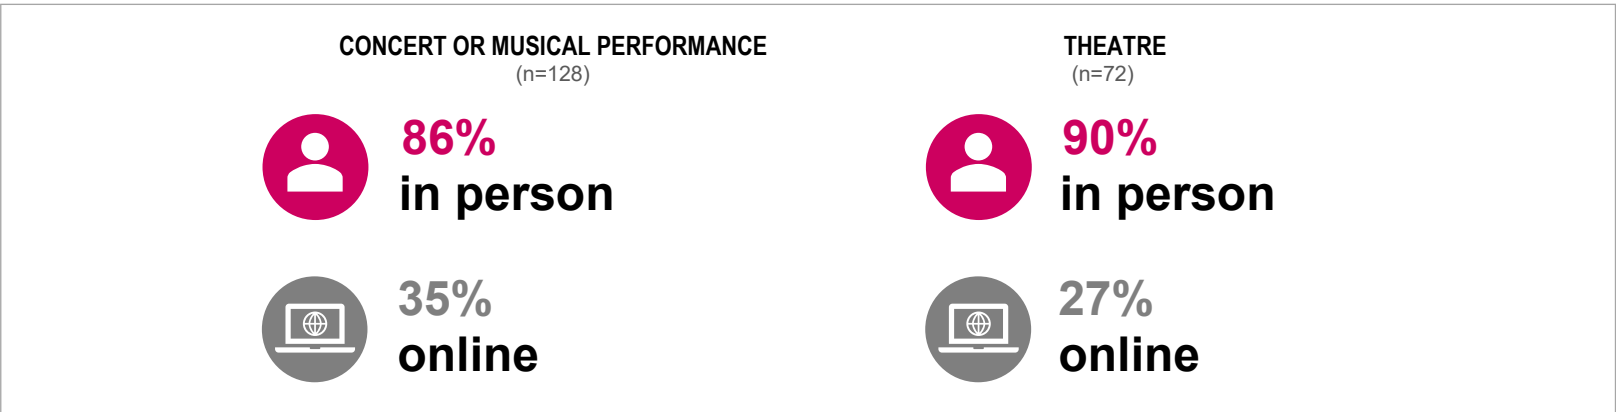 CONCERT OR MUSICAL PERFORMANCE
(n=128)
86%
in person
35%
online
THEATRE
(n=72)
90%
in person
27%
online